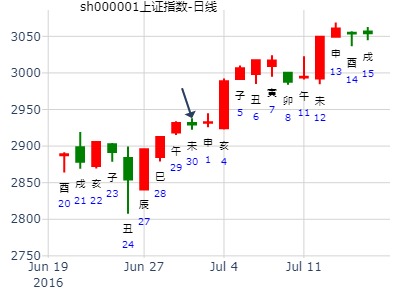 sh000001上证指数-日线
3050
3000
2950
2900
2850
2800
2750
酉 20
戌 21
亥 22
子 23
丑 24
辰 27
巳 28
午 29
未 30
申 1
亥 4
子 5
丑 6
寅 7
卯 8
午 11
未 12
申 13
酉 14
戌 15
Jun 19 Jun 27 Jul 4 Jul 11
2016